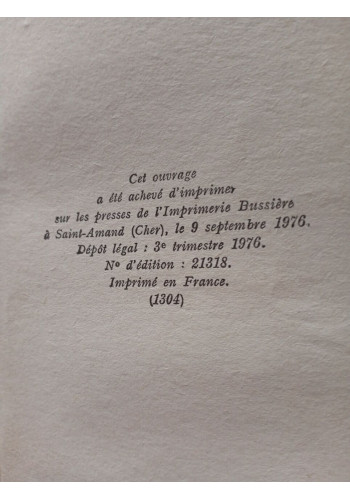 Cet ouvrage
a été achevé d'imprimer
sur les presses de l'Imprimerie Bussière
à Saint-Amand (Cher), le 9 septembre 1976.
Dépôt légal : 3e trimestre 1976.
No d'édition : 21318.
Imprimé en France.
(1304)